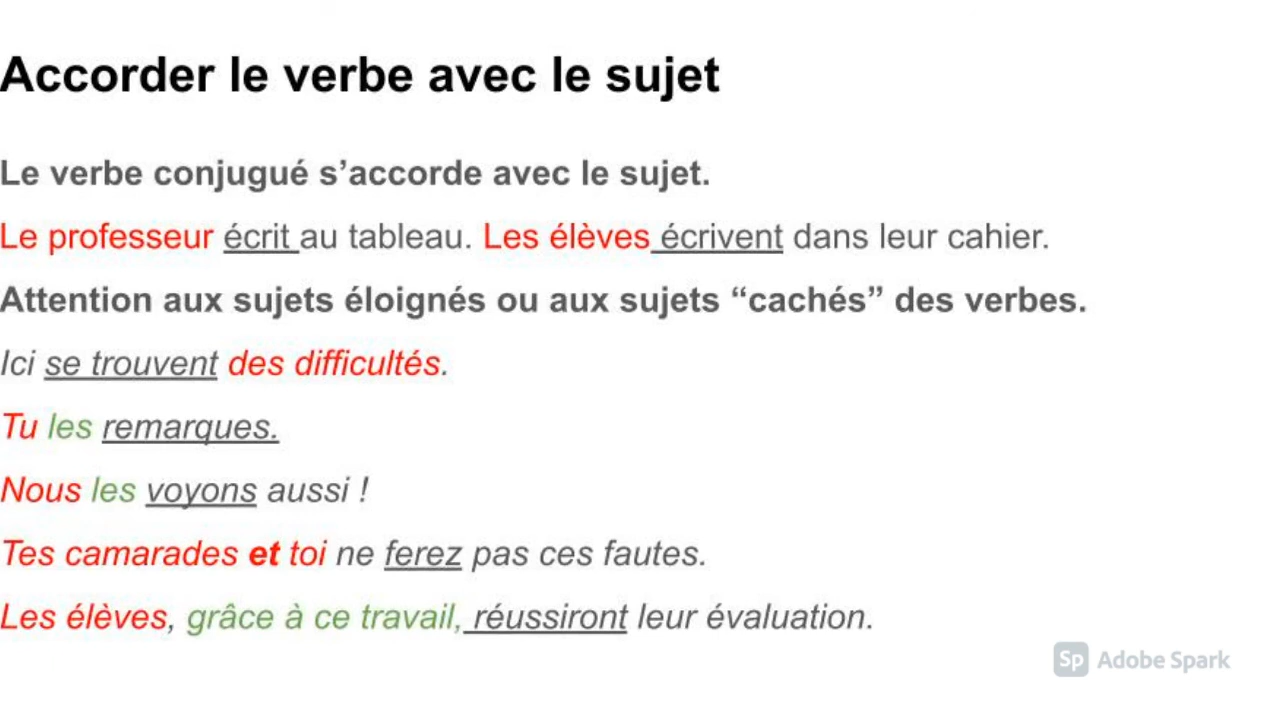 Accorder le verbe avec le sujet
Le verbe conjugué s’accorde avec le sujet.
Le professeur écrit au tableau. Les élèves écrivent dans leur cahier.
Attention aux sujets éloignés ou aux sujets “cachés” des verbes.
Ici se trouvent des difficultés.
Tu les remarques.
Nous les voyons aussi !
Tes camarades et toi ne ferez pas ces fautes.
Les élèves, grâce à ce travail, réussiront leur évaluation.
Sp Adobe Spark